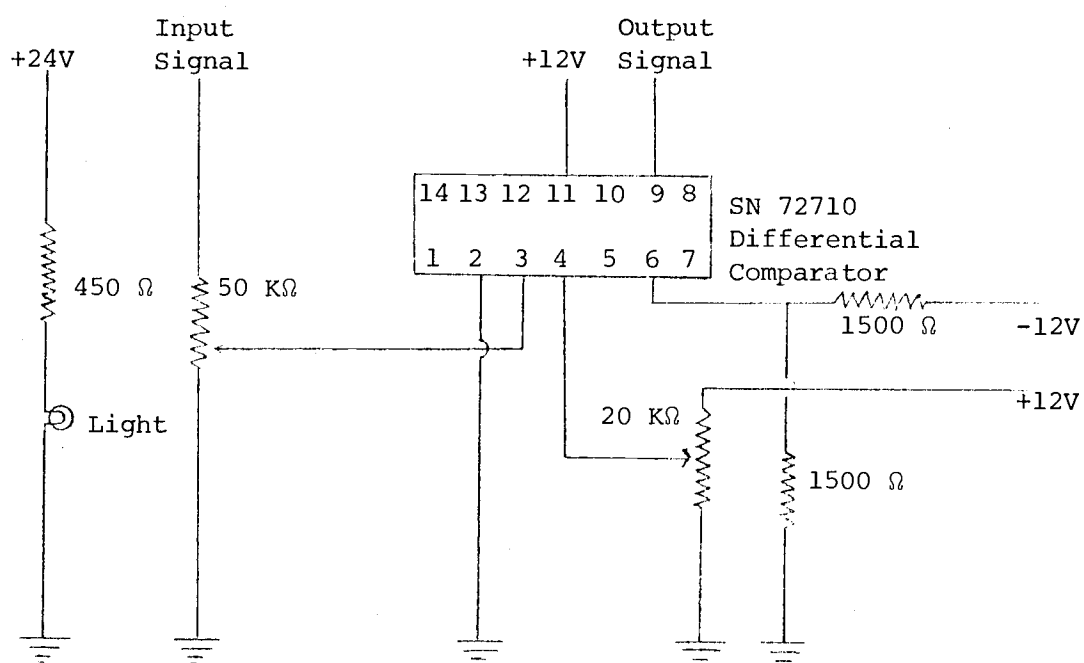 Input
Signal
+24V
Output
Signal
+12V
14 13 12 11 10 9 8
1 2 3 4 5 6 7
SN 72710
Differential
Comparator
450 Ω
50 KΩ
1500 Ω
-12V
+12V
20 KΩ
Light
1500 Ω